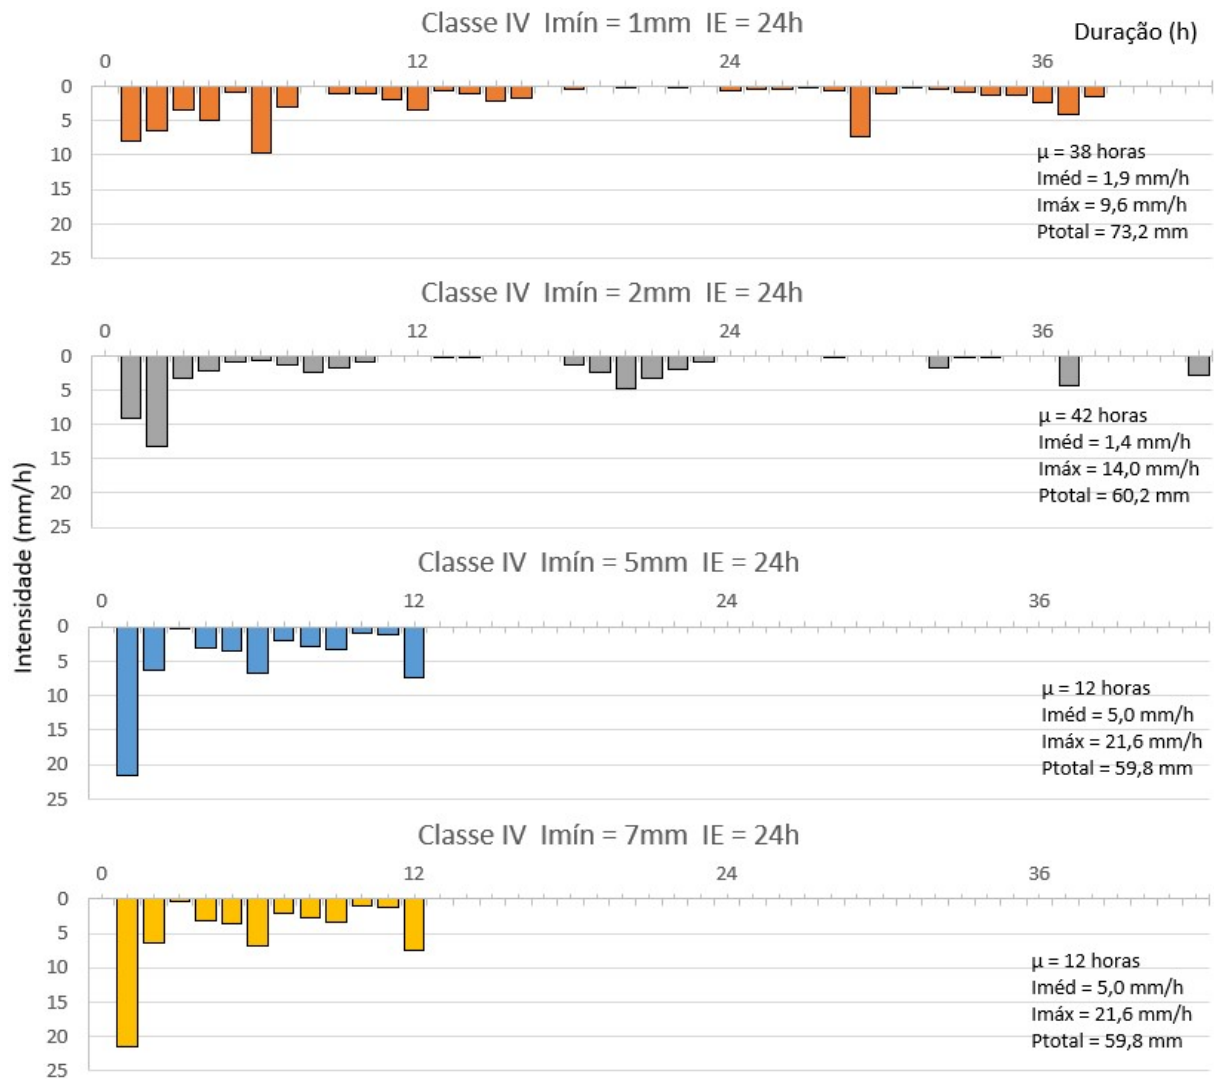 Classe IV Imín = 1mm IE = 24h
Duração (h)
0 12 24 36
0
5
10
15
20
25
µ = 38 horas
Iméd = 1,9 mm/h
Imáx = 9,6 mm/h
Ptotal = 73,2 mm
Classe IV Imín = 2mm IE = 24h
0 12 24 36
0
5
10
15
20
25
µ = 42 horas
Iméd = 1,4 mm/h
Imáx = 14,0 mm/h
Ptotal = 60,2 mm
Intensidade (mm/h)
Classe IV Imín = 5mm IE = 24h
0 12 24 36
0
5
10
15
20
25
µ = 12 horas
Iméd = 5,0 mm/h
Imáx = 21,6 mm/h
Ptotal = 59,8 mm
Classe IV Imín = 7mm IE = 24h
0 12 24 36
0
5
10
15
20
25
µ = 12 horas
Iméd = 5,0 mm/h
Imáx = 21,6 mm/h
Ptotal = 59,8 mm